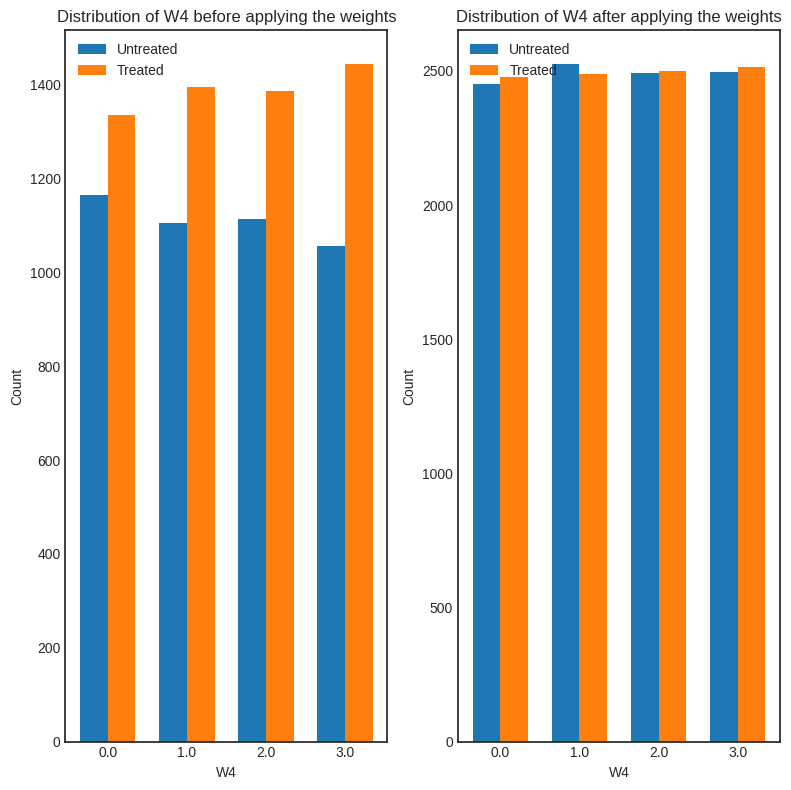 Distribution of W4 before applying the weights
Untreated
Treated
1400
1200
1000
800
600
400
200
0
Count
0.0 1.0 2.0 3.0
W4
Distribution of W4 after applying the weights
Untreated
Treated
2500
2000
1500
1000
500
0
Count
0.0 1.0 2.0 3.0
W4